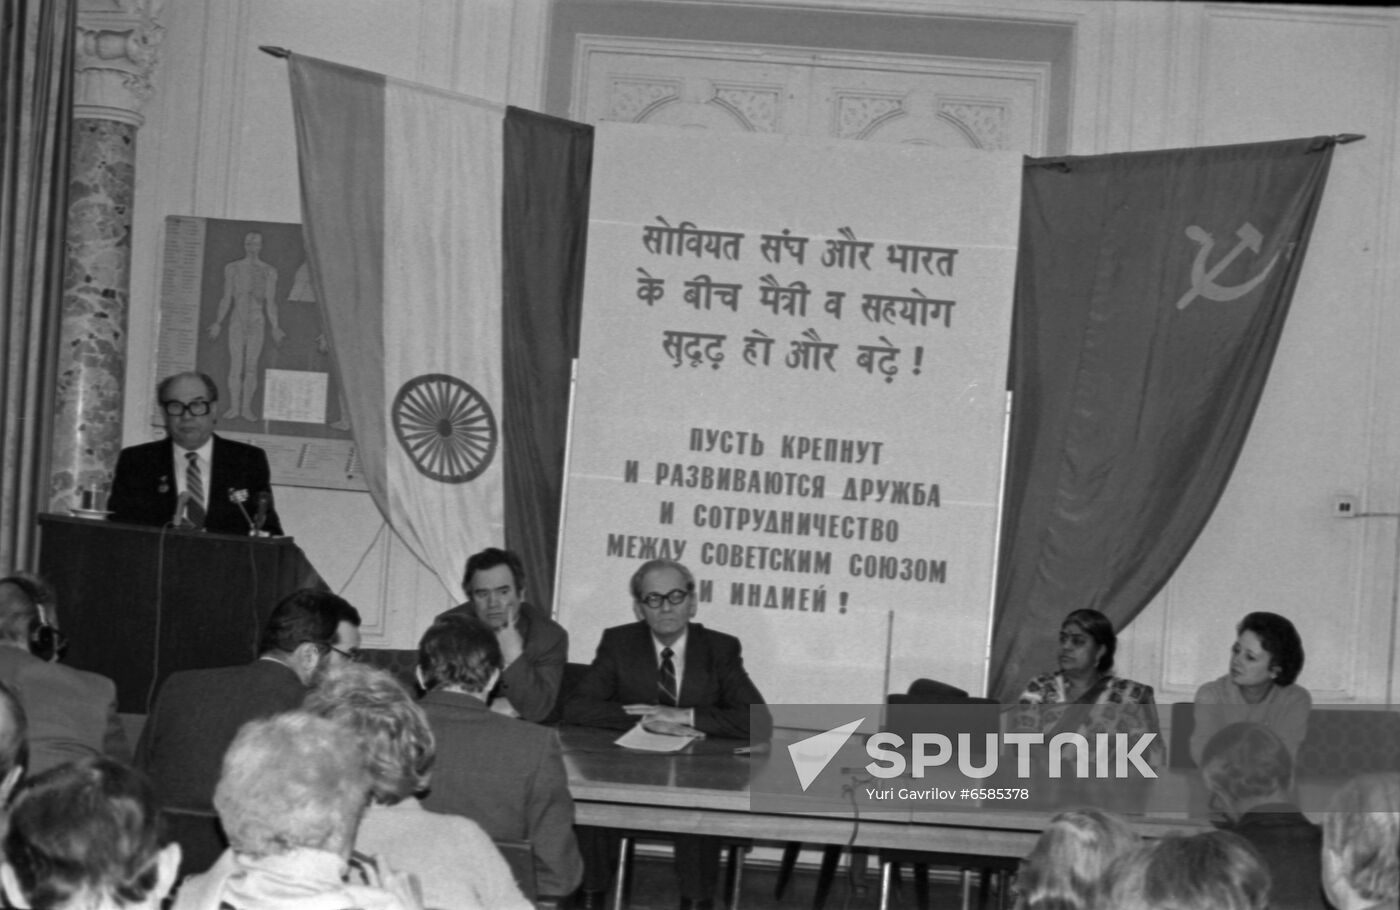 सोवियत संघ और भारत
के बीच मैत्री व सहयोग
सुदृढ़ हो और बढ़े !
ПУСТЬ КРЕПНУТ
И РАЗВИВАЮТСЯ ДРУЖБА
И СОТРУДНИЧЕСТВО
МЕЖДУ СОВЕТСКИМ СОЮЗОМ
И ИНДИЕЙ !
SPUTNIK
Yuri Gavrilov #6585378